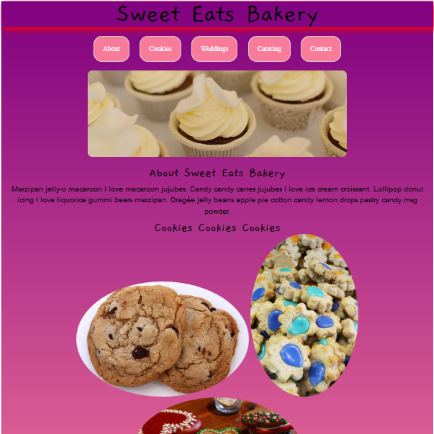 Sweet Eats Bakery
About Cookies Weddings Catering Contact
About Sweet Eats Bakery
Marzipan jelly-o macaroon I love macaroon jujubes. Candy candy canes jujubes I love ice cream croissant. Lollipop donut
icing I love liquorice gummi bears marzipan. Dragée jelly beans apple pie cotton candy lemon drops pastry candy mag
powder.
Cookies Cookies Cookies